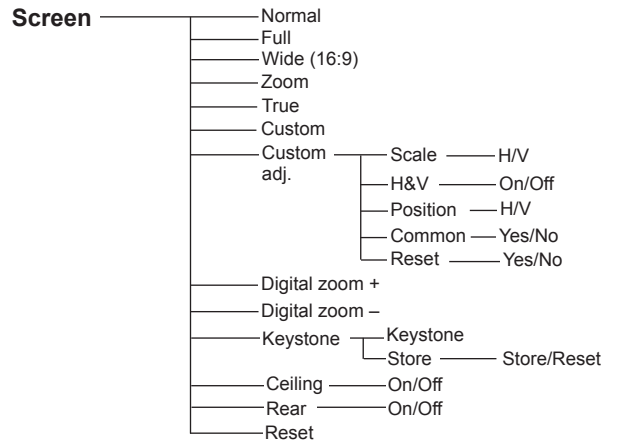 Screen Normal
Full
Wide (16:9)
Zoom
True
Custom
Custom adj. Scale H/V
H&V On/Off
Position H/V
Common Yes/No
Reset Yes/No
Digital zoom +
Digital zoom –
Keystone Keystone
Store Store/Reset
Ceiling On/Off
Rear On/Off
Reset